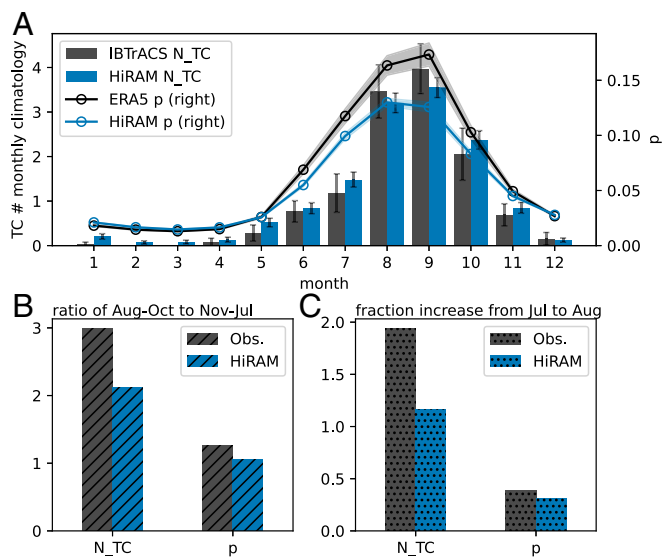 A
IBTrACS N_TC
HiRAM N_TC
ERA5 p (right)
HiRAM p (right)
TC # monthly climatology
4
3
2
1
0
0.15
0.10
0.05
0.00
p
1 2 3 4 5 6 7 8 9 10 11 12
month
B
ratio of Aug-Oct to Nov-Jul
Obs.
HiRAM
3
2
1
0
N_TC p
C
fraction increase from Jul to Aug
Obs.
HiRAM
2.0
1.5
1.0
0.5
0.0
N_TC p